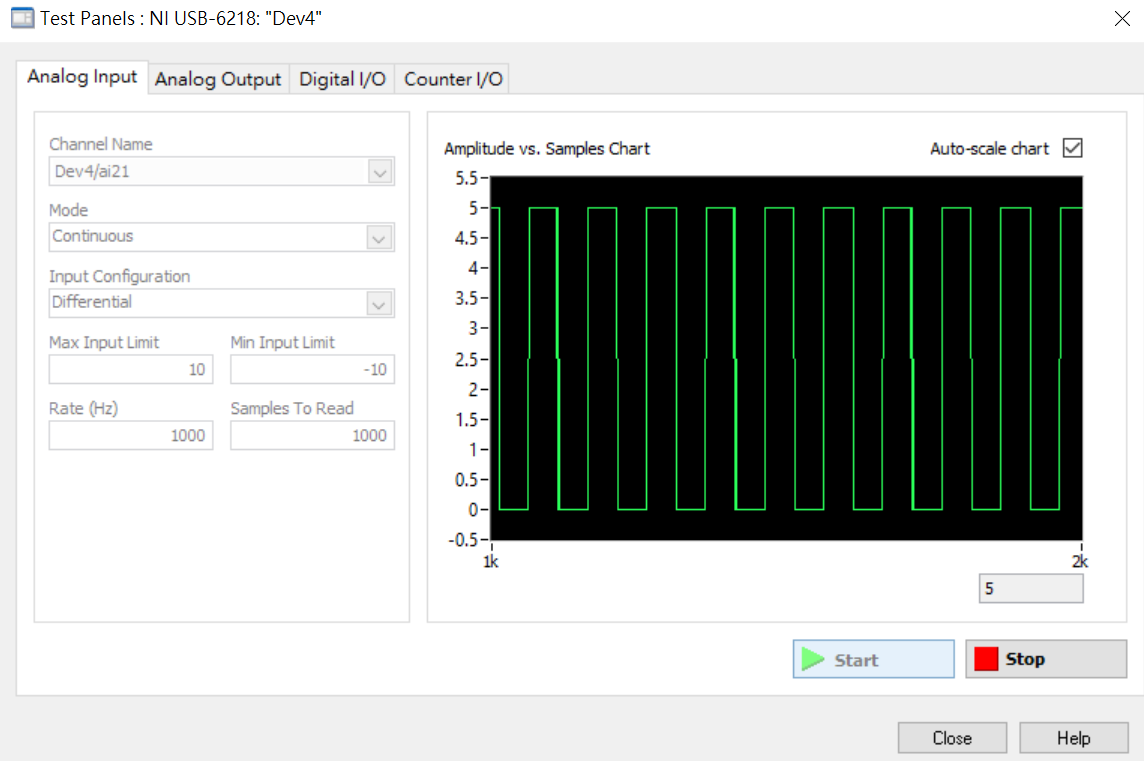 Test Panels : NI USB-6218: "Dev4"
Analog Input Analog Output Digital I/O Counter I/O
Channel Name
Dev4/ai21
Mode
Continuous
Input Configuration
Differential
Max Input Limit Min Input Limit
10 -10
Rate (Hz) Samples To Read
1000 1000
Amplitude vs. Samples Chart Auto-scale chart
5.5
5
4.5
4
3.5
3
2.5
2
1.5
1
0.5
0
-0.5
1k 2k
5
Start Stop
Close Help